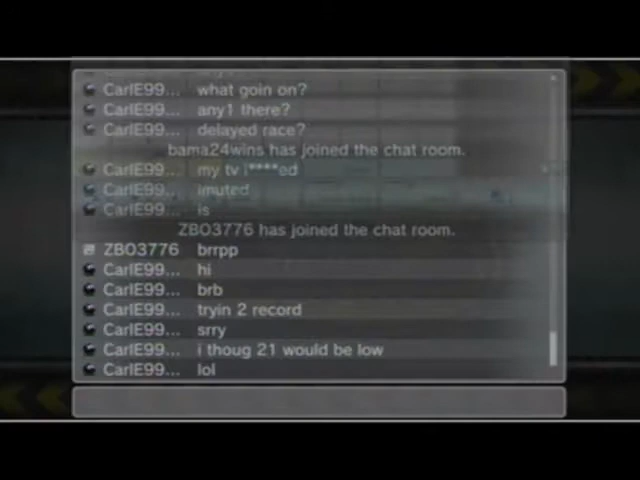 CarlE99... what goin on?
CarlE99... any1 there?
CarlE99... delayed race?
bama24wins has joined the chat room.
CarlE99... my tv i****ed
CarlE99... imuted
CarlE99... is
ZBO3776 has joined the chat room.
ZBO3776 brrpp
CarlE99... hi
CarlE99... brb
CarlE99... tryin 2 record
CarlE99... srry
CarlE99... i thoug 21 would be low
CarlE99... lol